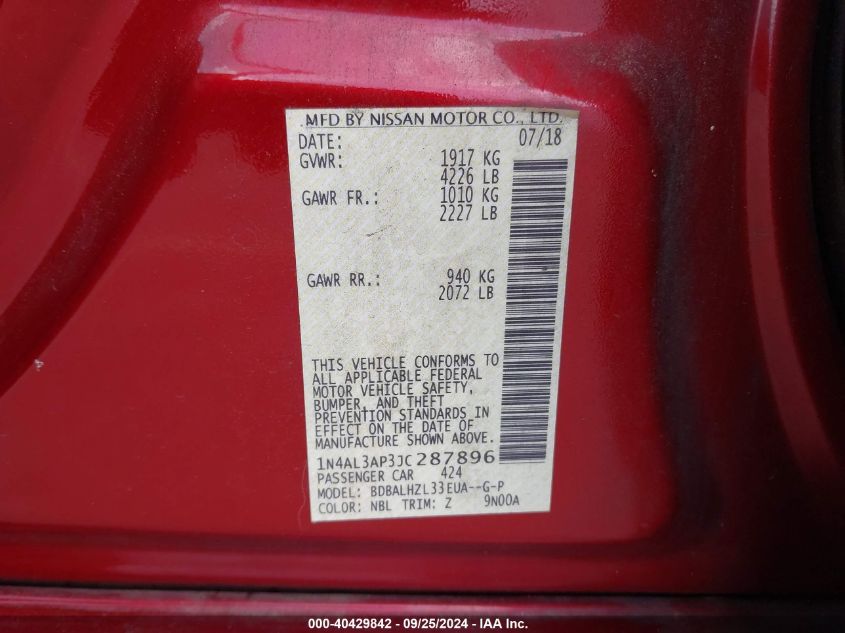 MFD BY NISSAN MOTOR CO., LTD.
DATE: 07/18
GVWR: 1917 KG
4226 LB
GAWR FR.: 1010 KG
2227 LB
GAWR RR.: 940 KG
2072 LB
THIS VEHICLE CONFORMS TO
ALL APPLICABLE FEDERAL
MOTOR VEHICLE SAFETY,
BUMPER, AND THEFT
PREVENTION STANDARDS IN
EFFECT ON THE DATE OF
MANUFACTURE SHOWN ABOVE.
1N4AL3AP3JC287896
PASSENGER CAR 424
MODEL: BDBALHZL33EUA--G-P
COLOR: NBL TRIM: Z 9N00A
000-40429842 - 09/25/2024 - IAA Inc.